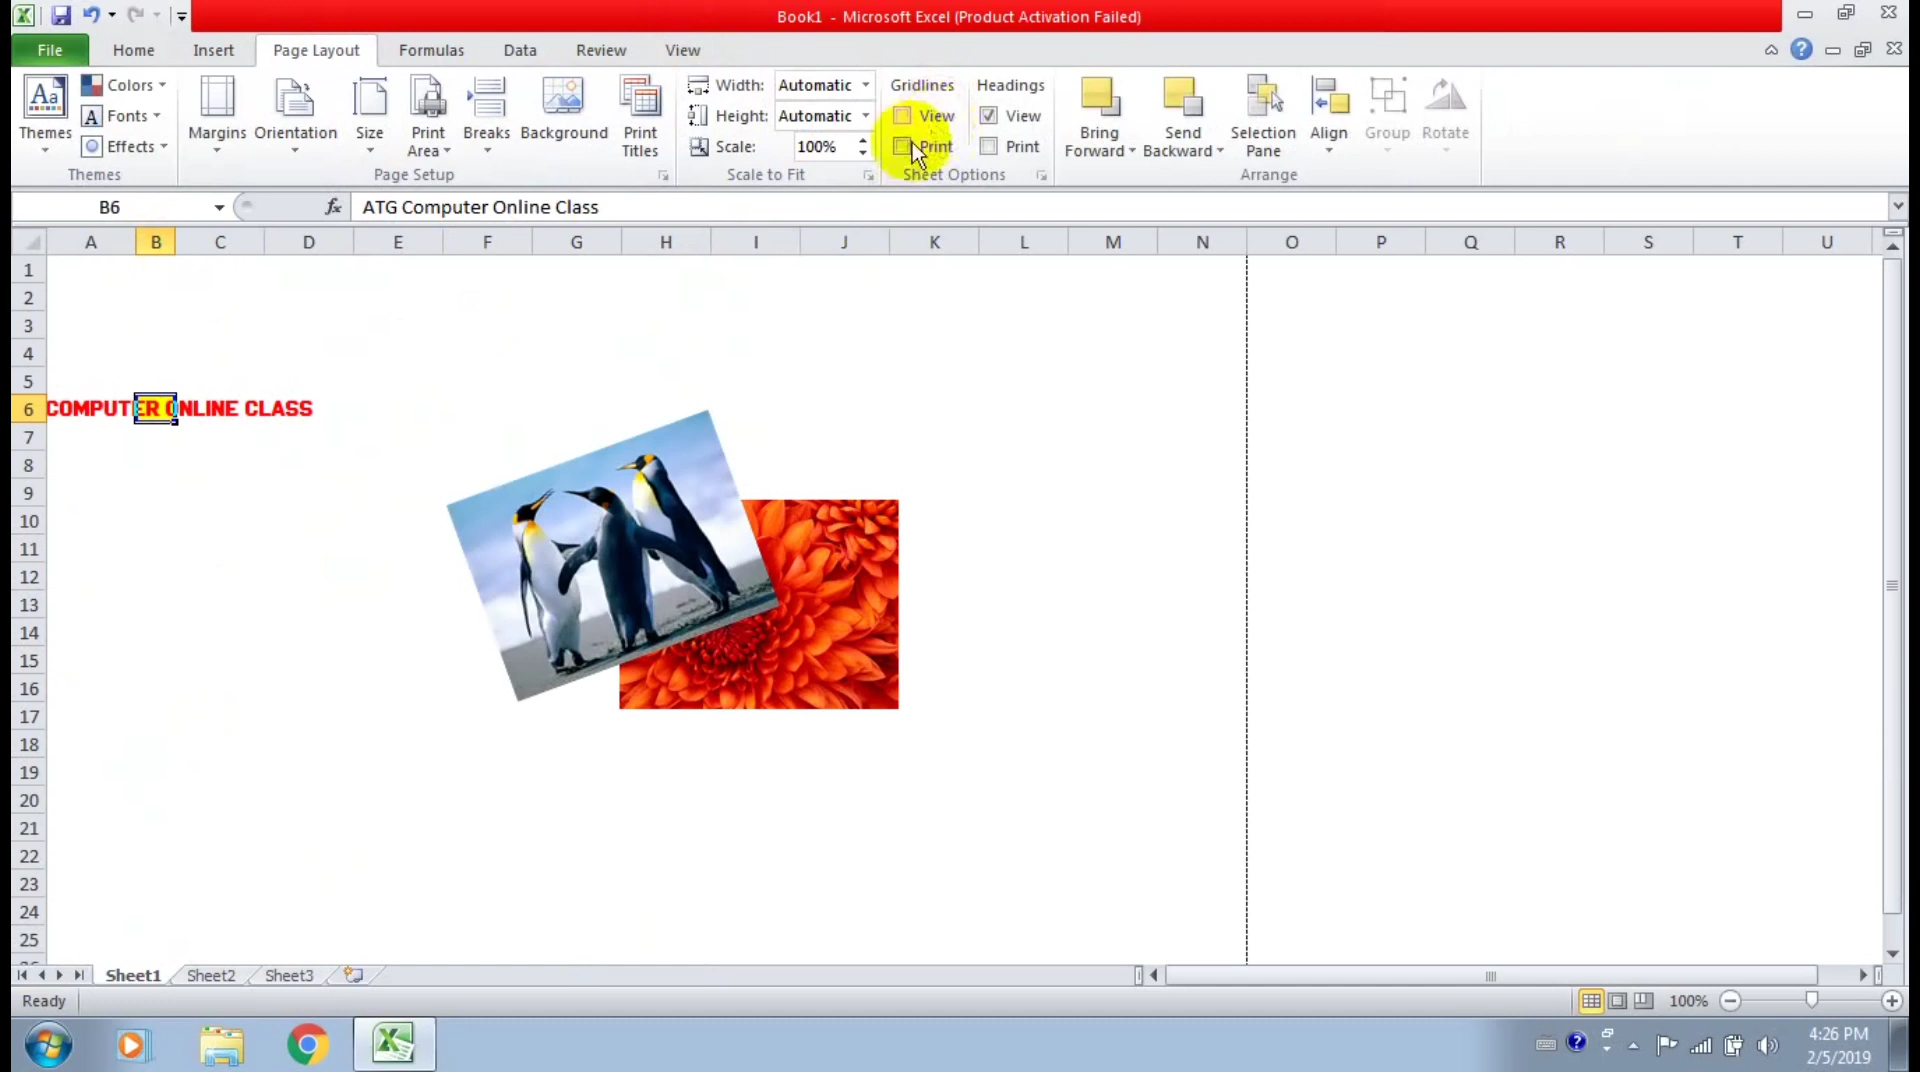 Book1 - Microsoft Excel (Product Activation Failed)
File Home Insert Page Layout Formulas Data Review View
Themes Colors Fonts Effects Margins Orientation Size Print Area Breaks Background Print Titles
Width: Automatic Height: Automatic Scale: 100%
Gridlines View Print Headings View Print
Bring Forward Send Backward Selection Pane Align Group Rotate
Themes Page Setup Scale to Fit Sheet Options Arrange
B6 fx ATG Computer Online Class
A B C D E F G H I J K L M N O P Q R S T U
1
2
3
4
5
6 COMPUTER ONLINE CLASS
7
8
9
10
11
12
13
14
15
16
17
18
19
20
21
22
23
24
25
Sheet1 Sheet2 Sheet3
Ready 100%
4:26 PM
2/5/2019